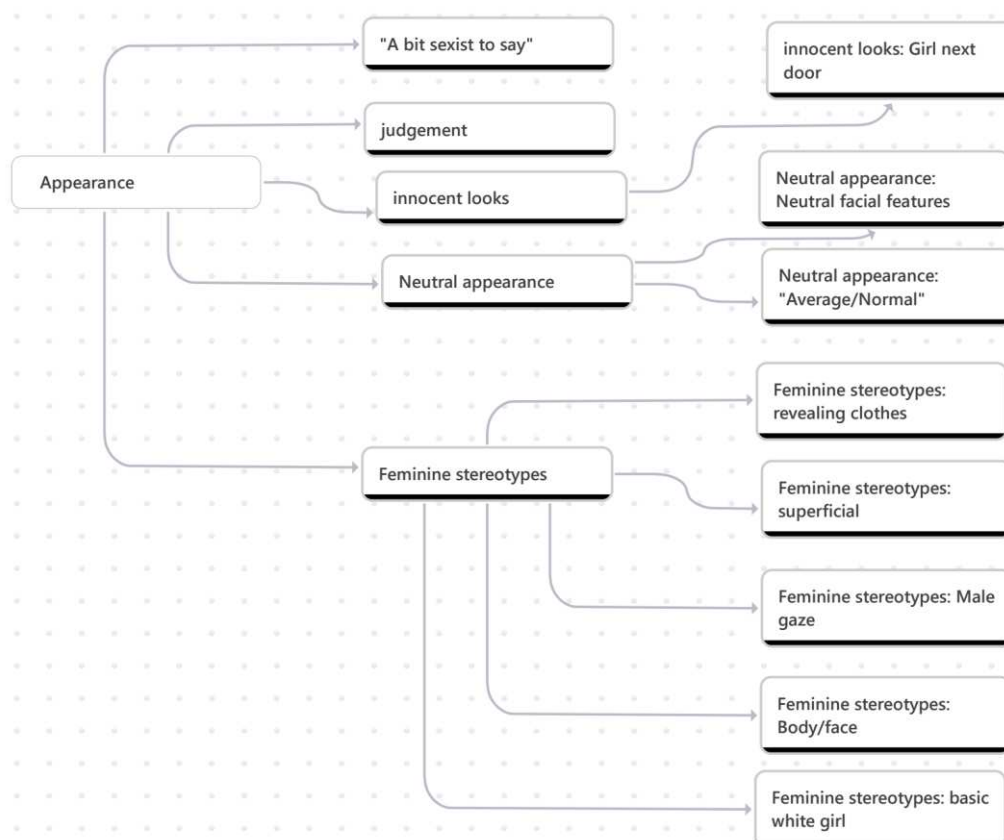 "A bit sexist to say"
innocent looks: Girl next
door
judgement
Appearance
innocent looks
Neutral appearance:
Neutral facial features
Neutral appearance
Neutral appearance:
"Average/Normal"
Feminine stereotypes:
revealing clothes
Feminine stereotypes
Feminine stereotypes:
superficial
Feminine stereotypes: Male
gaze
Feminine stereotypes:
Body/face
Feminine stereotypes: basic
white girl